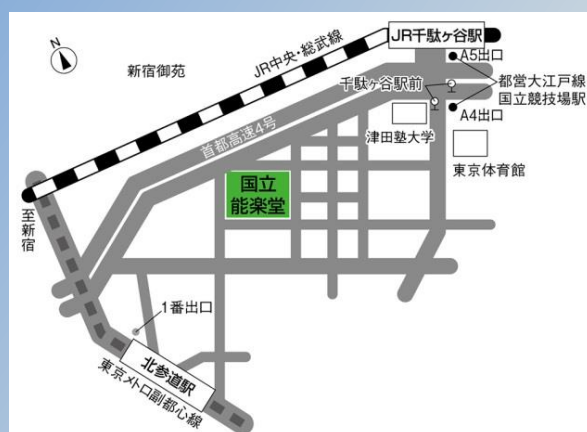 N
JR千駄ヶ谷駅
A5出口
新宿御苑
JR中央・総武線
千駄ヶ谷駅前
都営大江戸線
国立競技場駅
A4出口
首都高速4号
津田塾大学
東京体育館
国立
能楽堂
至新宿
1番出口
北参道駅
東京メトロ副都心線